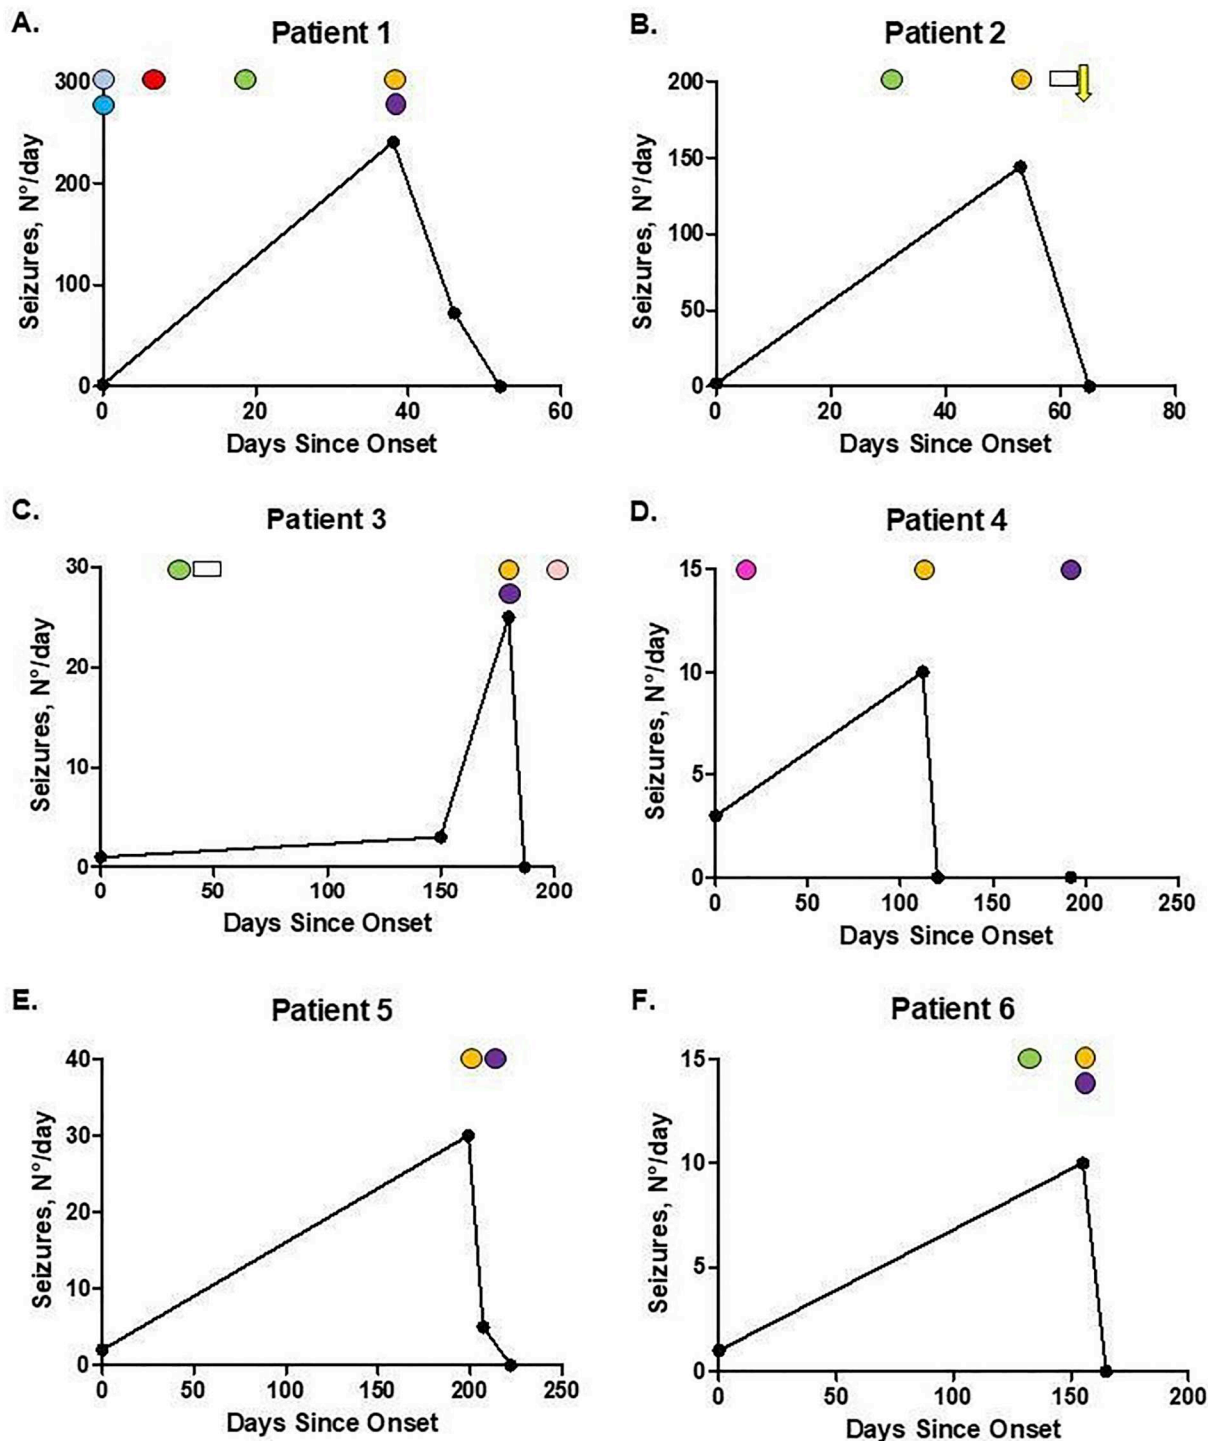 A.
Patient 1
300
200
100
0
Seizures, N°/day
0 20 40 60
Days Since Onset
B.
Patient 2
200
150
100
50
0
Seizures, N°/day
0 20 40 60 80
Days Since Onset
C.
Patient 3
30
20
10
0
Seizures, N°/day
0 50 100 150 200
Days Since Onset
D.
Patient 4
15
10
5
0
Seizures, N°/day
0 50 100 150 200 250
Days Since Onset
E.
Patient 5
40
30
20
10
0
Seizures, N°/day
0 50 100 150 200 250
Days Since Onset
F.
Patient 6
15
10
5
0
Seizures, N°/day
0 50 100 150 200
Days Since Onset